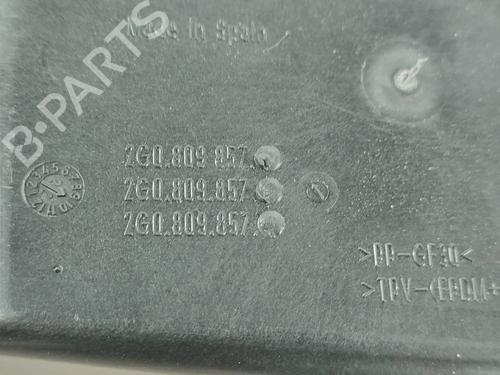 Made in Spain
B-PARTS
2G0.809.857.
2G0.809.857.
2G0.809.857.
>PP-GF30<
>TPV-(EPDM+